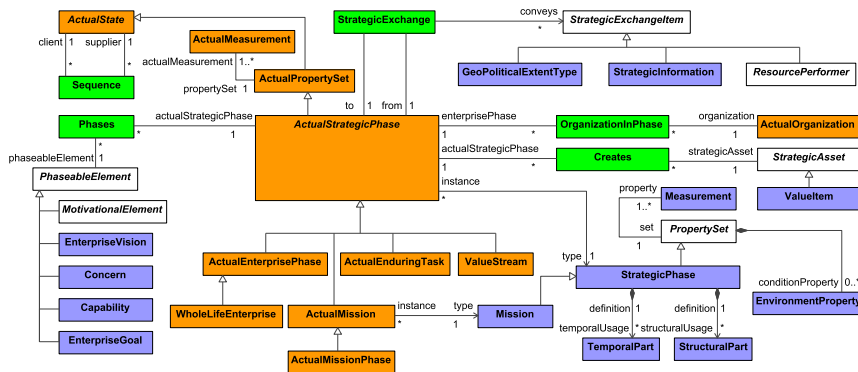 ActualState
StrategicExchange
conveys
StrategicExchangeItem
*
client
1
supplier
1
ActualMeasurement
actualMeasurement
1..*
*
*
Sequence
propertySet
1
ActualPropertySet
GeoPoliticalExtentType
StrategicInformation
ResourcePerformer
to
1
from
1
Phases
actualStrategicPhase
*
1
ActualStrategicPhase
enterprisePhase
1
*
OrganizationInPhase
organization
*
1
ActualOrganization
*
phaseableElement
1
actualStrategicPhase
1
*
Creates
strategicAsset
*
1
StrategicAsset
PhaseableElement
instance
*
property
1..*
Measurement
ValueItem
MotivationalElement
set
1
PropertySet
EnterpriseVision
ActualEnterprisePhase
ActualEnduringTask
ValueStream
type
1
StrategicPhase
Concern
conditionProperty
0..*
Capability
WholeLifeEnterprise
ActualMission
instance
*
type
1
Mission
definition
1
definition
1
EnvironmentProperty
temporalUsage
*
structuralUsage
*
EnterpriseGoal
ActualMissionPhase
TemporalPart
StructuralPart